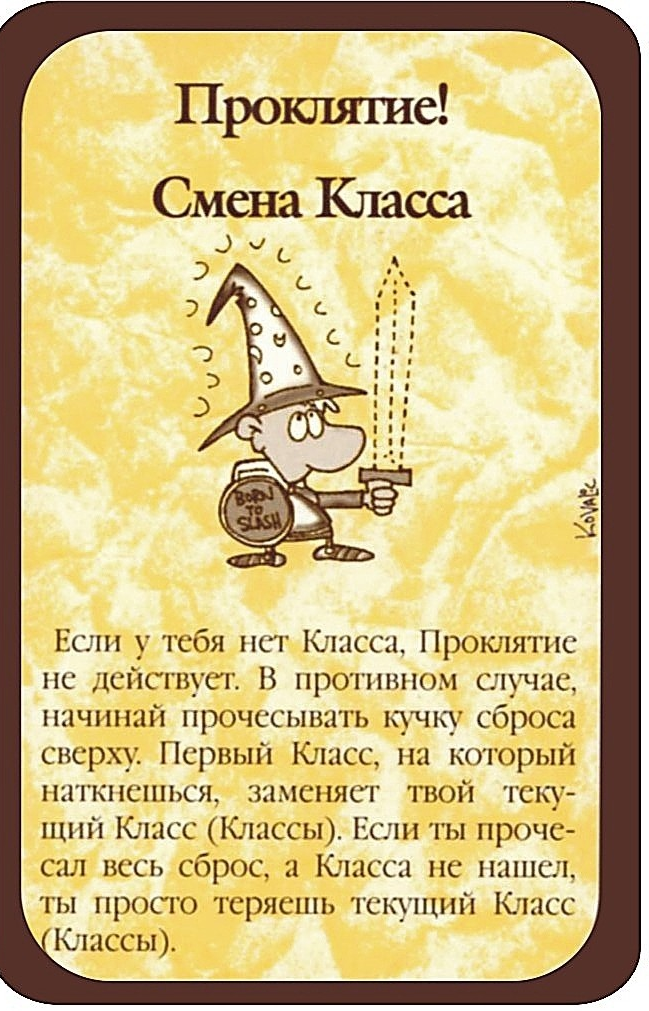 Проклятие!
Смена Класса
BORN
TO
SLASH
KOVALIC
Если у тебя нет Класса, Проклятие
не действует. В противном случае,
начинай прочесывать кучку сброса
сверху. Первый Класс, на который
наткнешься, заменяет твой теку-
щий Класс (Классы). Если ты проче-
сал весь сброс, а Класса не нашел,
ты просто теряешь текущий Класс
(Классы).